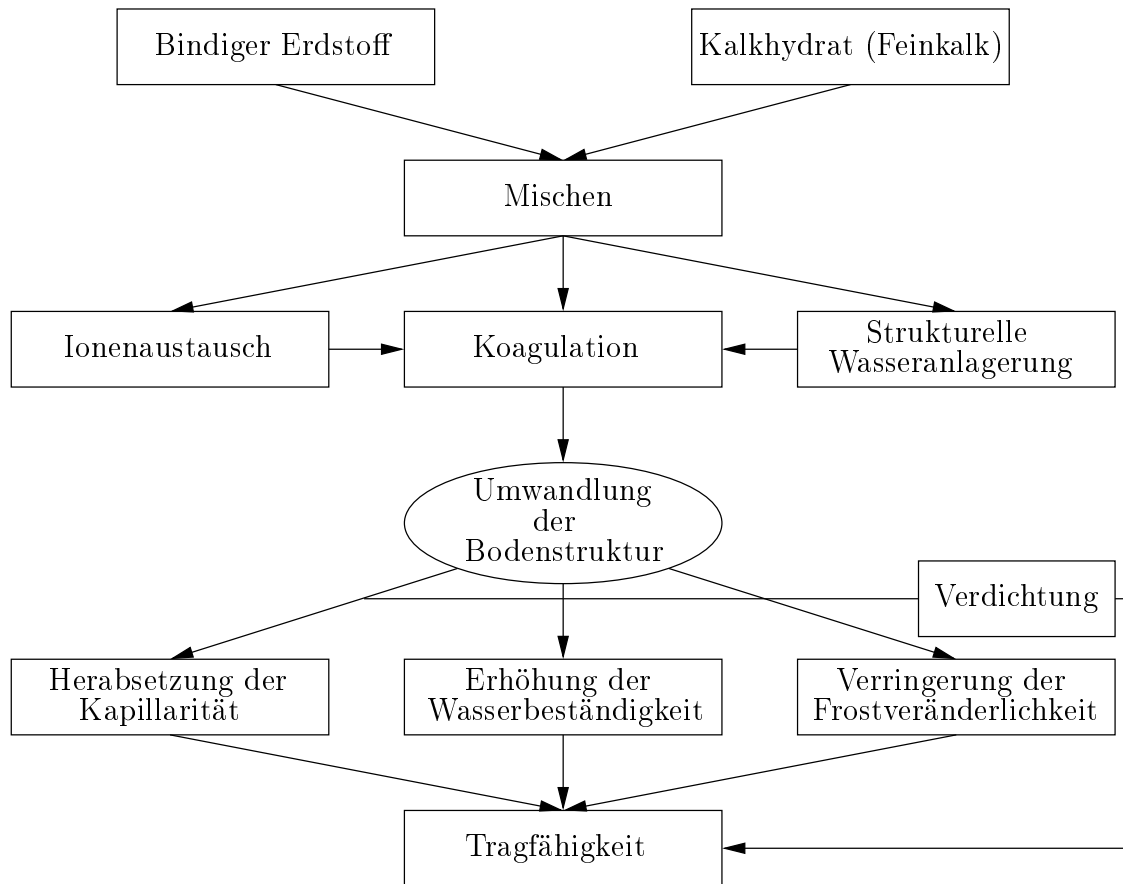 Bindiger Erdstoff
Kalkhydrat (Feinkalk)
Mischen
Ionenaustausch
Koagulation
Strukturelle
Wasseranlagerung
Umwandlung
der
Bodenstruktur
Verdichtung
Herabsetzung der
Kapillarität
Erhöhung der
Wasserbeständigkeit
Verringerung der
Frostveränderlichkeit
Tragfähigkeit